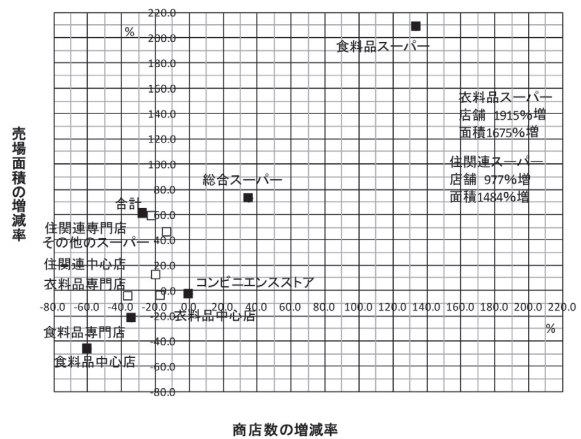 220.0
%
200.0
食料品スーパー
180.0
160.0
衣料品スーパー
店舗 1915%増
140.0
面積1675%増
120.0
住関連スーパー
100.0
店舗 977%増
面積1484%増
80.0
総合スーパー
合計
60.0
住関連専門店
その他のスーパー
40.0
住関連中心店
20.0
衣料品専門店
コンビニエンスストア
0.0
-80.0 -60.0 -40.0 -20.0 0.0 20.0 40.0 60.0 80.0 100.0 120.0 140.0 160.0 180.0 200.0 220.0
-20.0
衣料品中心店
%
食料品専門店
-40.0
食料品中心店
-60.0
-80.0
売場面積の増減率
商店数の増減率